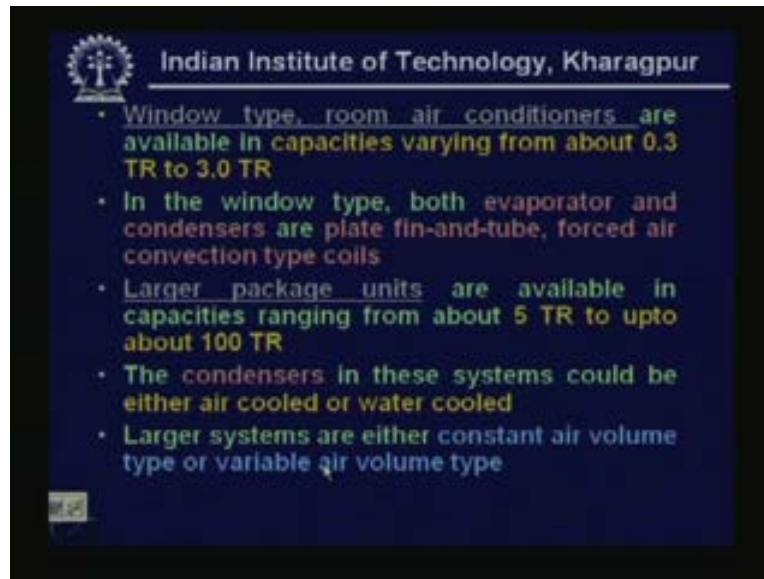 Indian Institute of Technology, Kharagpur
• Window type, room air conditioners are
available in capacities varying from about 0.3
TR to 3.0 TR
• In the window type, both evaporator and
condensers are plate fin-and-tube, forced air
convection type coils
• Larger package units are available in
capacities ranging from about 5 TR to upto
about 100 TR
• The condensers in these systems could be
either air cooled or water cooled
• Larger systems are either constant air volume
type or variable air volume type